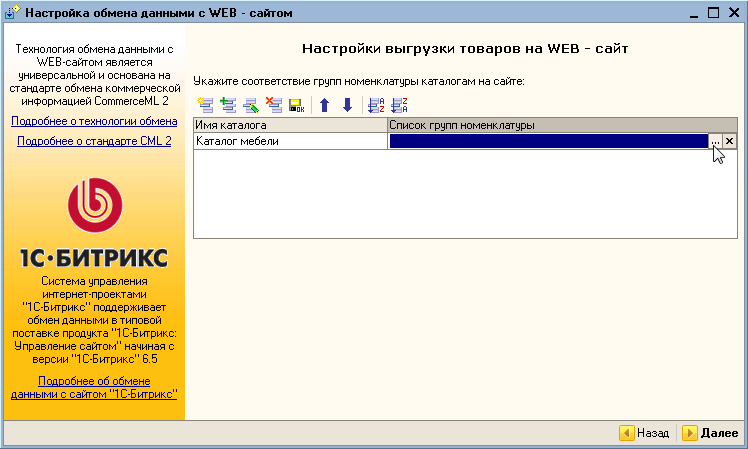 Настройка обмена данными с WEB - сайтом
Технология обмена данными с
WEB-сайтом является
универсальной и основана на
стандарте обмена коммерческой
информацией CommerceML 2
Подробнее о технологии обмена
Подробнее о стандарте CML 2
1С·БИТРИКС
Система управления
интернет-проектами
"1С-Битрикс" поддерживает
обмен данными в типовой
поставке продукта "1С-Битрикс:
Управление сайтом" начиная с
версии "1С-Битрикс" 6.5
Подробнее об обмене
данными с сайтом "1С-Битрикс"
Настройки выгрузки товаров на WEB - сайт
Укажите соответствие групп номенклатуры каталогам на сайте:
Имя каталога Список групп номенклатуры
Каталог мебели ...
Назад Далее